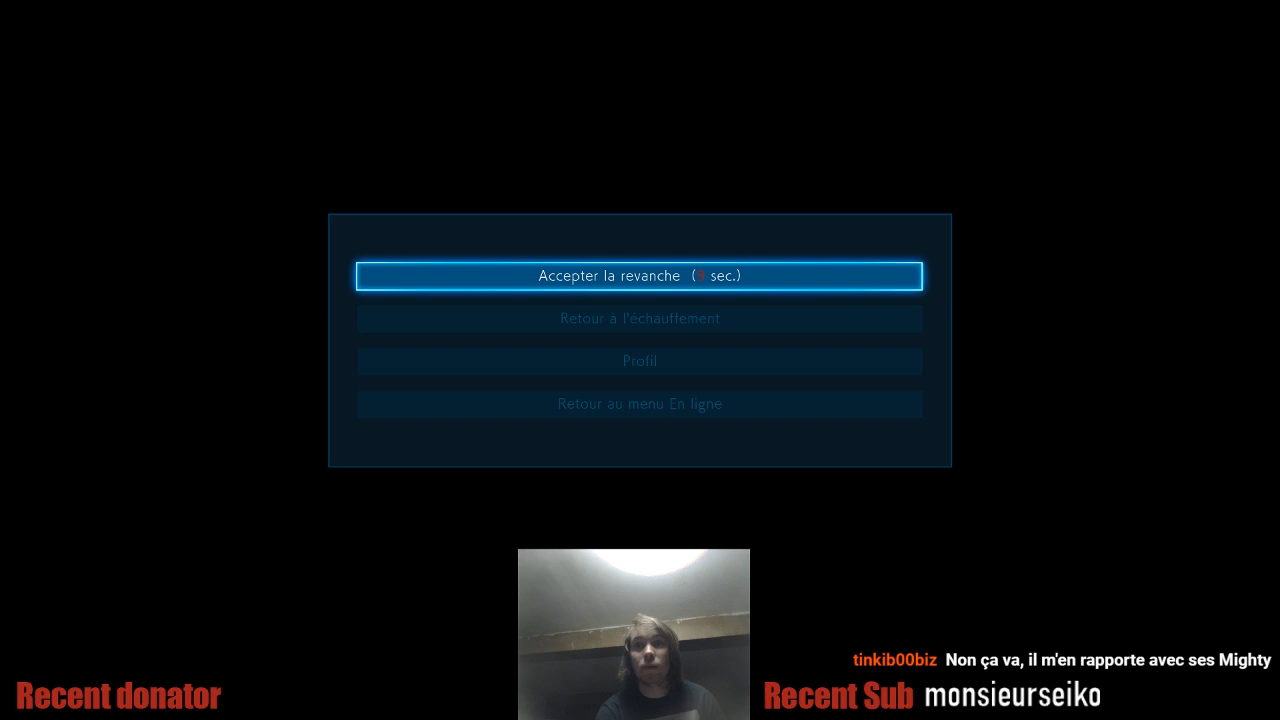 Accepter la revanche (9 sec.)
Retour à l'échauffement
Profil
Retour au menu En ligne
tinkib00biz Non ça va, il m'en rapporte avec ses Mighty
Recent donator
Recent Sub monsieurseiko